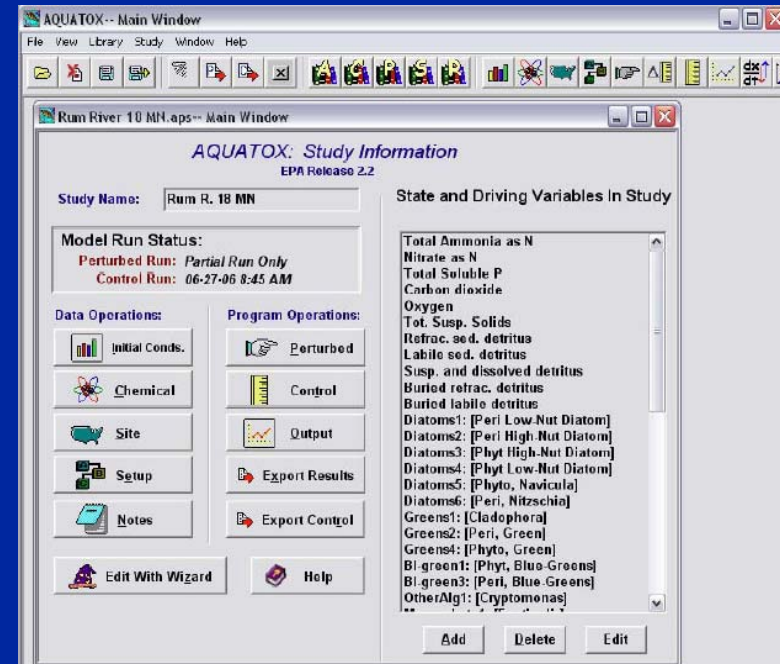 AQUATOX-- Main Window
File View Library Study Window Help
Rum River 18 MN.aps-- Main Window
AQUATOX: Study Information
EPA Release 2.2
Study Name: Rum R. 18 MN
Model Run Status:
Perturbed Run: Partial Run Only
Control Run: 06-27-06 8:45 AM
Data Operations:
Initial Conds.
Chemical
Site
Setup
Notes
Program Operations:
Perturbed
Control
Output
Export Results
Export Control
Edit With Wizard
Help
State and Driving Variables In Study
Total Ammonia as N
Nitrate as N
Total Soluble P
Carbon dioxide
Oxygen
Tot. Susp. Solids
Refrac. sed. detritus
Labile sed. detritus
Susp. and dissolved detritus
Buried refrac. detritus
Buried labile detritus
Diatoms1: [Peri Low-Nut Diatom]
Diatoms2: [Peri High-Nut Diatom]
Diatoms3: [Phyt High-Nut Diatom]
Diatoms4: [Phyt Low-Nut Diatom]
Diatoms5: [Phyto, Navicula]
Diatoms6: [Peri, Nitzschia]
Greens1: [Cladophora]
Greens2: [Peri, Green]
Greens4: [Phyto, Green]
Bl-green1: [Phyt, Blue-Greens]
Bl-green3: [Peri, Blue-Greens]
OtherAlg1: [Cryptomonas]
Add Delete Edit